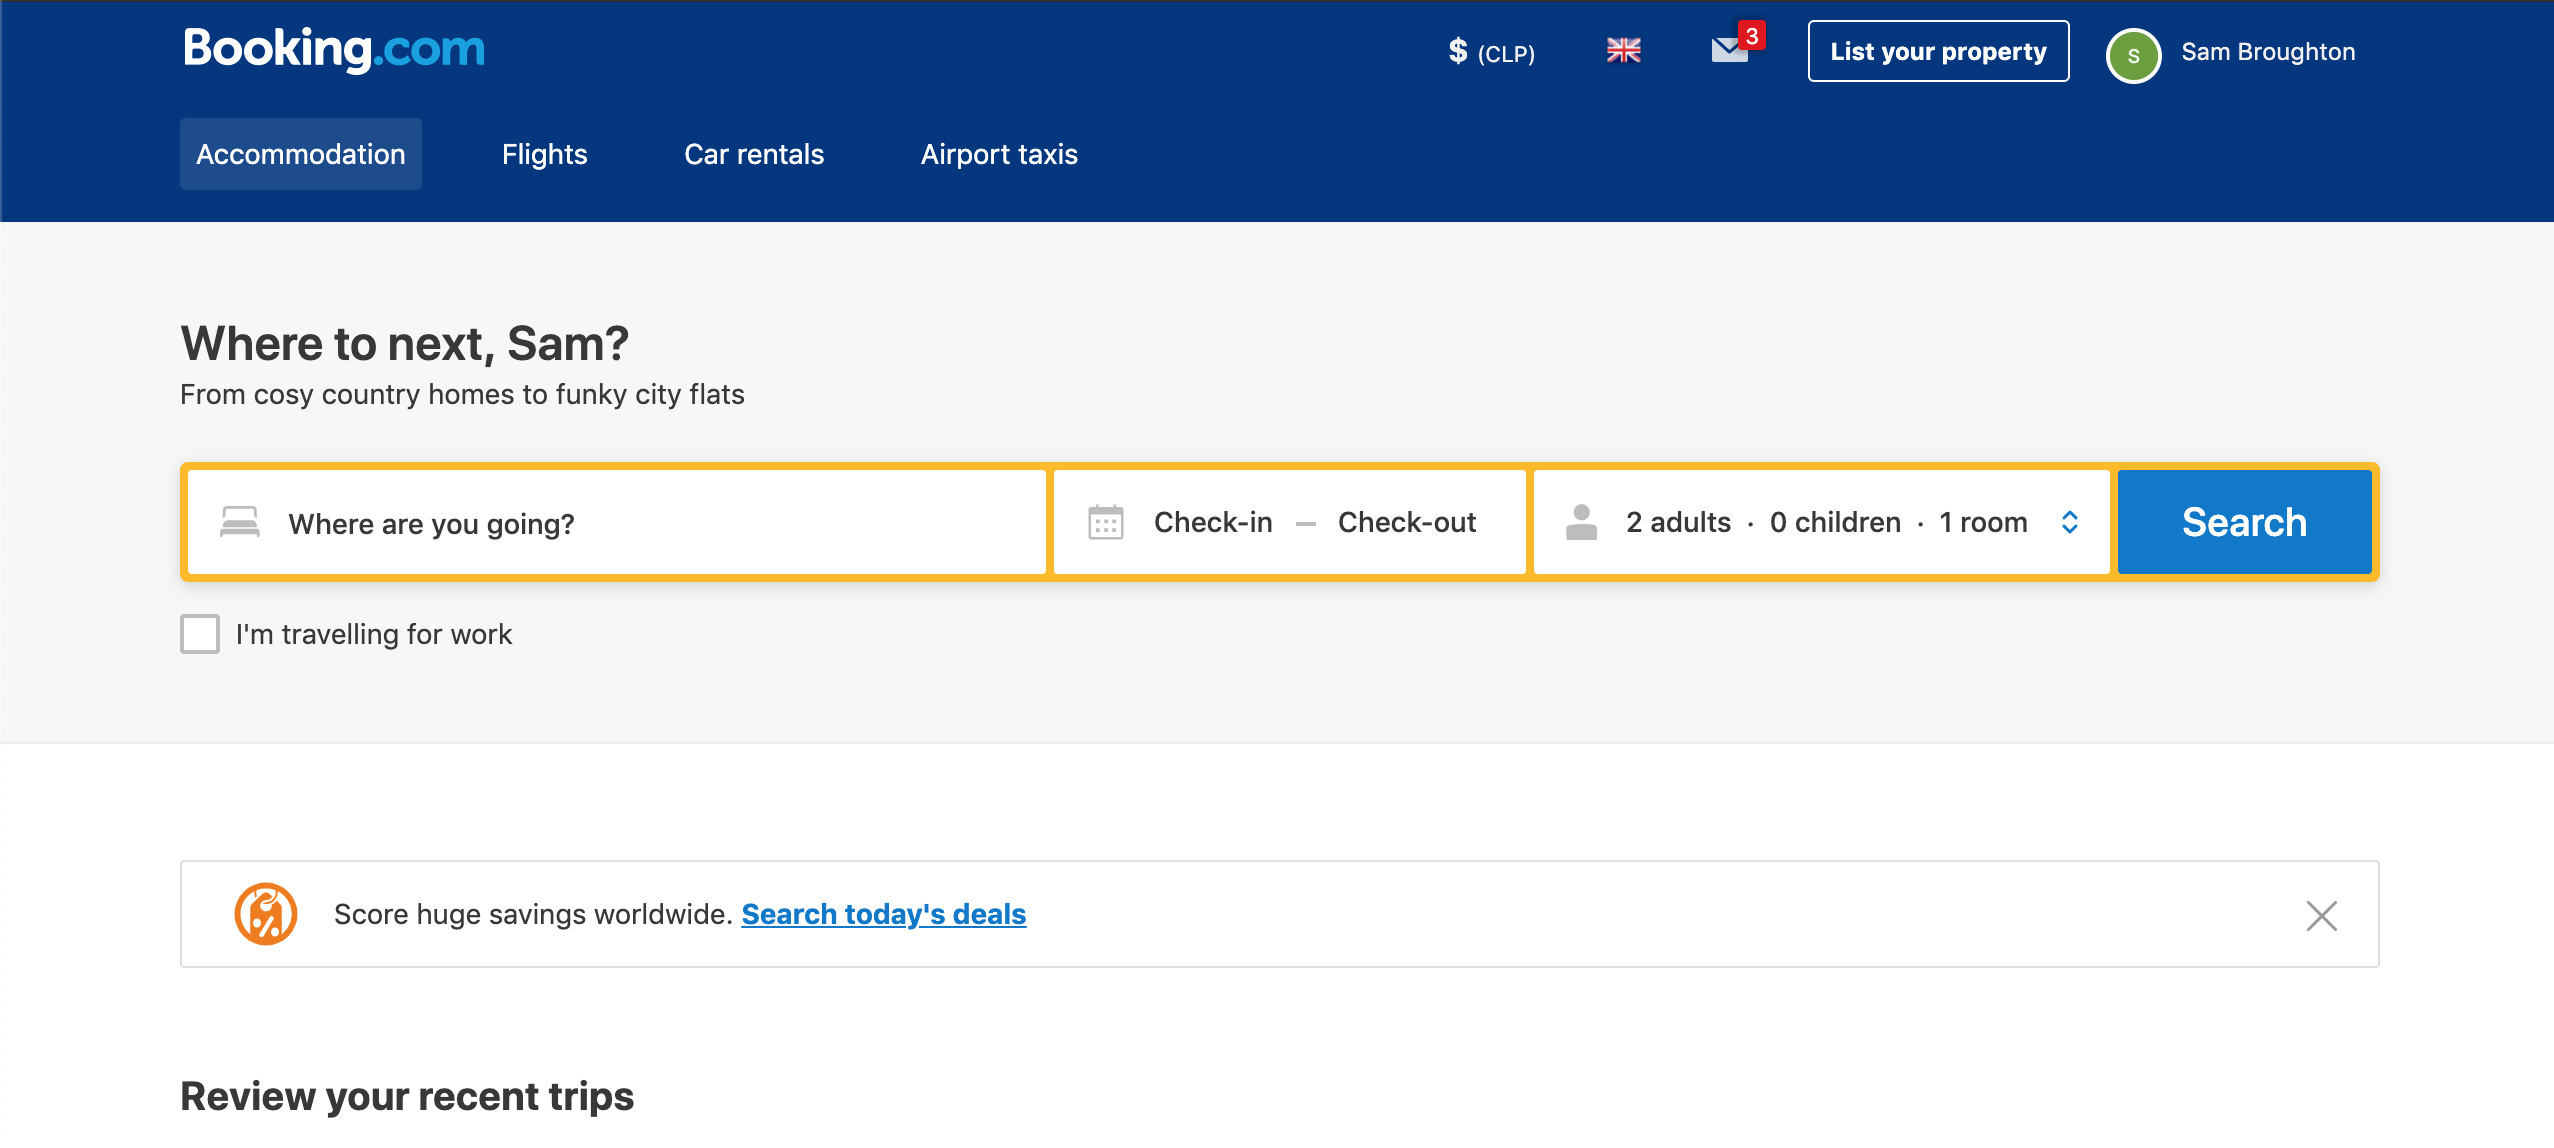 Booking.com
$ (CLP)
3
List your property
S
Sam Broughton
Accommodation
Flights
Car rentals
Airport taxis
Where to next, Sam?
From cosy country homes to funky city flats
Where are you going?
Check-in — Check-out
2 adults · 0 children · 1 room
Search
I'm travelling for work
Score huge savings worldwide. Search today's deals
Review your recent trips